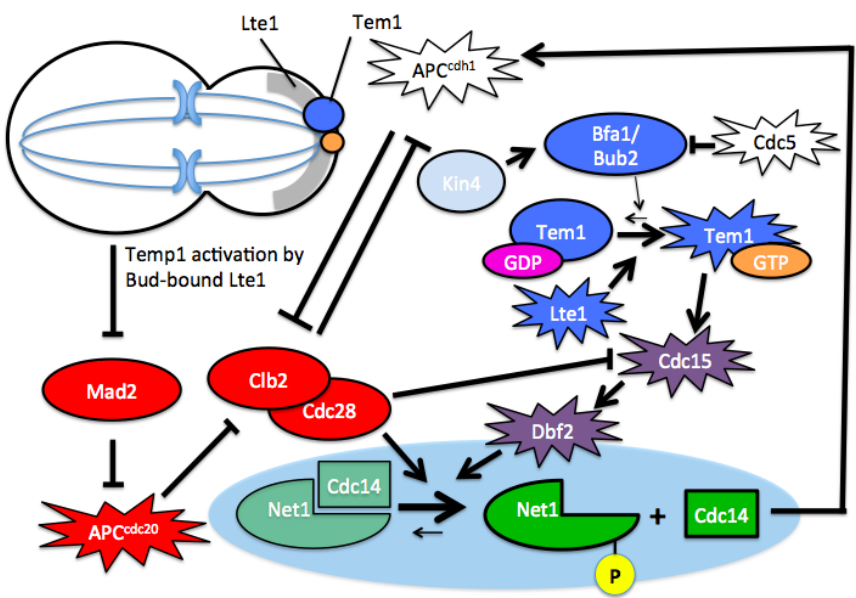 Lte1
Tem1
APCcdh1
Bfa1/
Bub2
Cdc5
Kin4
Tem1
GDP
Tem1
GTP
Temp1 activation by
Bud-bound Lte1
Lte1
Mad2
Clb2
Cdc28
Cdc15
Dbf2
APCcdc20
Net1
Cdc14
Net1
+
Cdc14
P